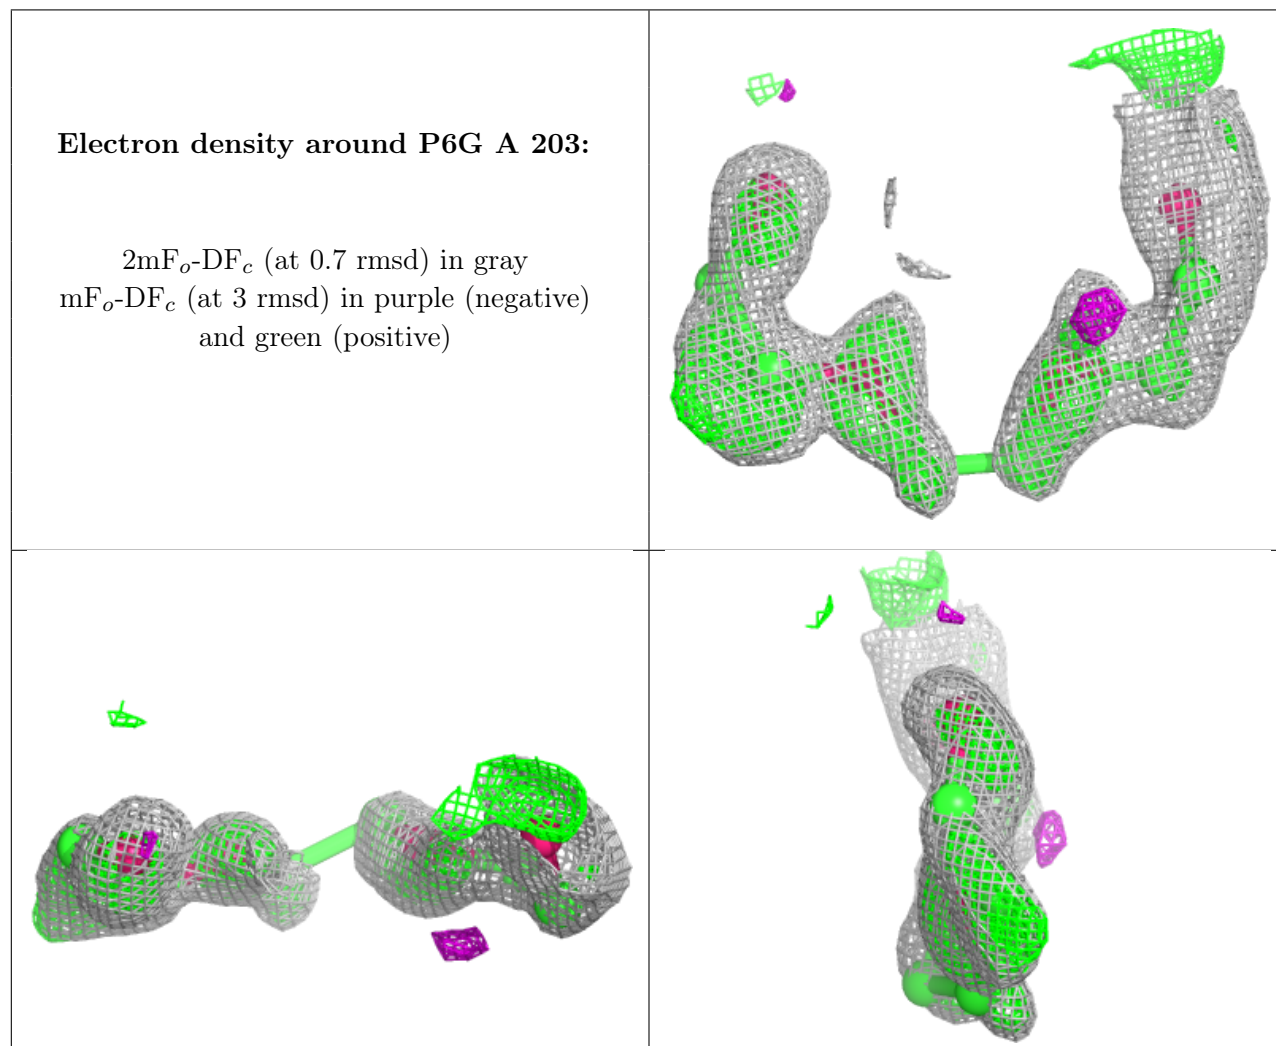 Electron density around P6G A 203:
2mFo-DFc (at 0.7 rmsd) in gray
mFo-DFc (at 3 rmsd) in purple (negative)
and green (positive)